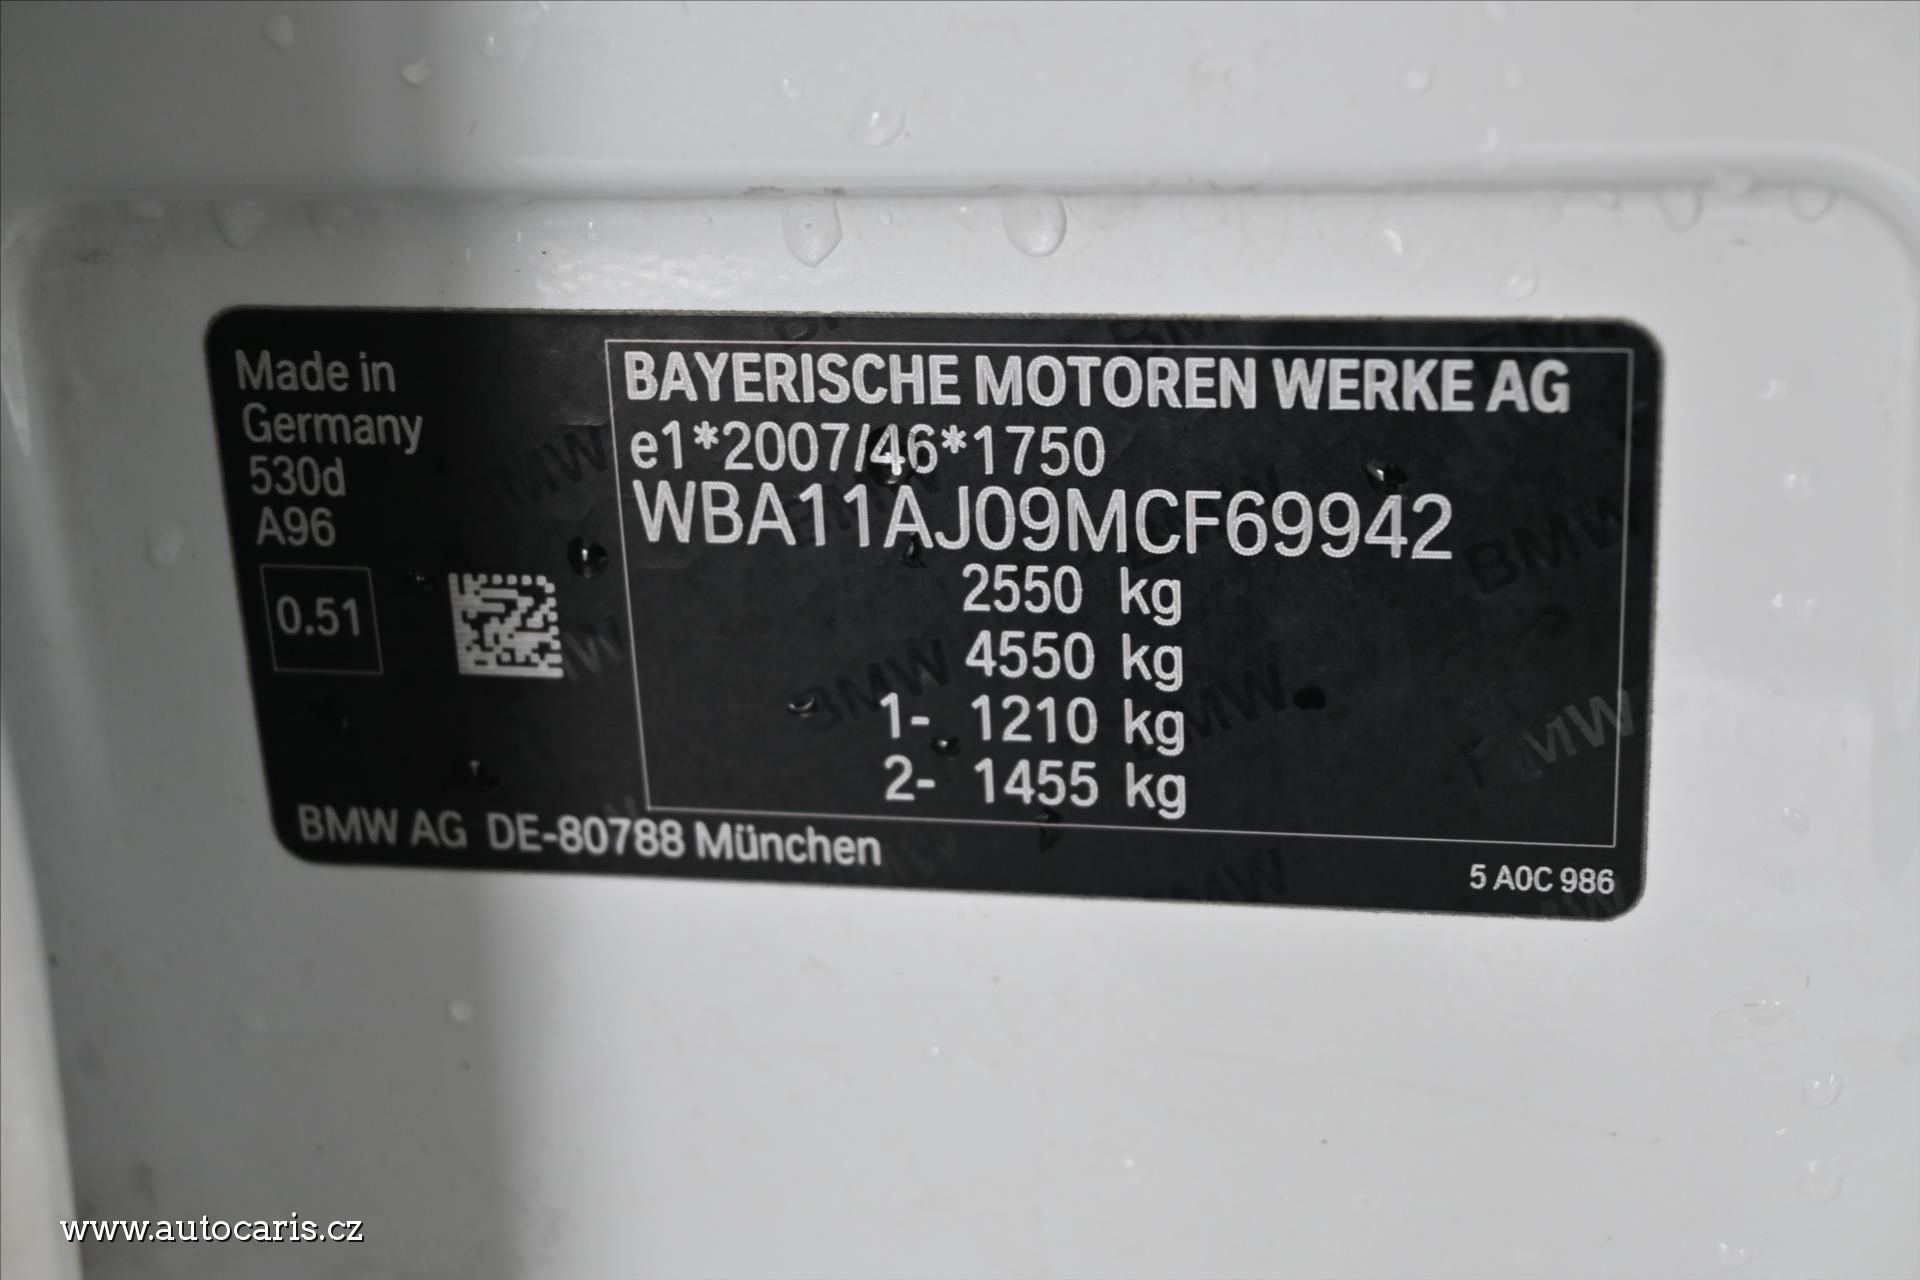 Made in
Germany
530d
A96
0.51
BAYERISCHE MOTOREN WERKE AG
e1*2007/46*1750
WBA11AJ09MCF69942
2550 kg
4550 kg
1- 1210 kg
2- 1455 kg
BMW AG DE-80788 München
5 A0C 986
www.autocaris.cz